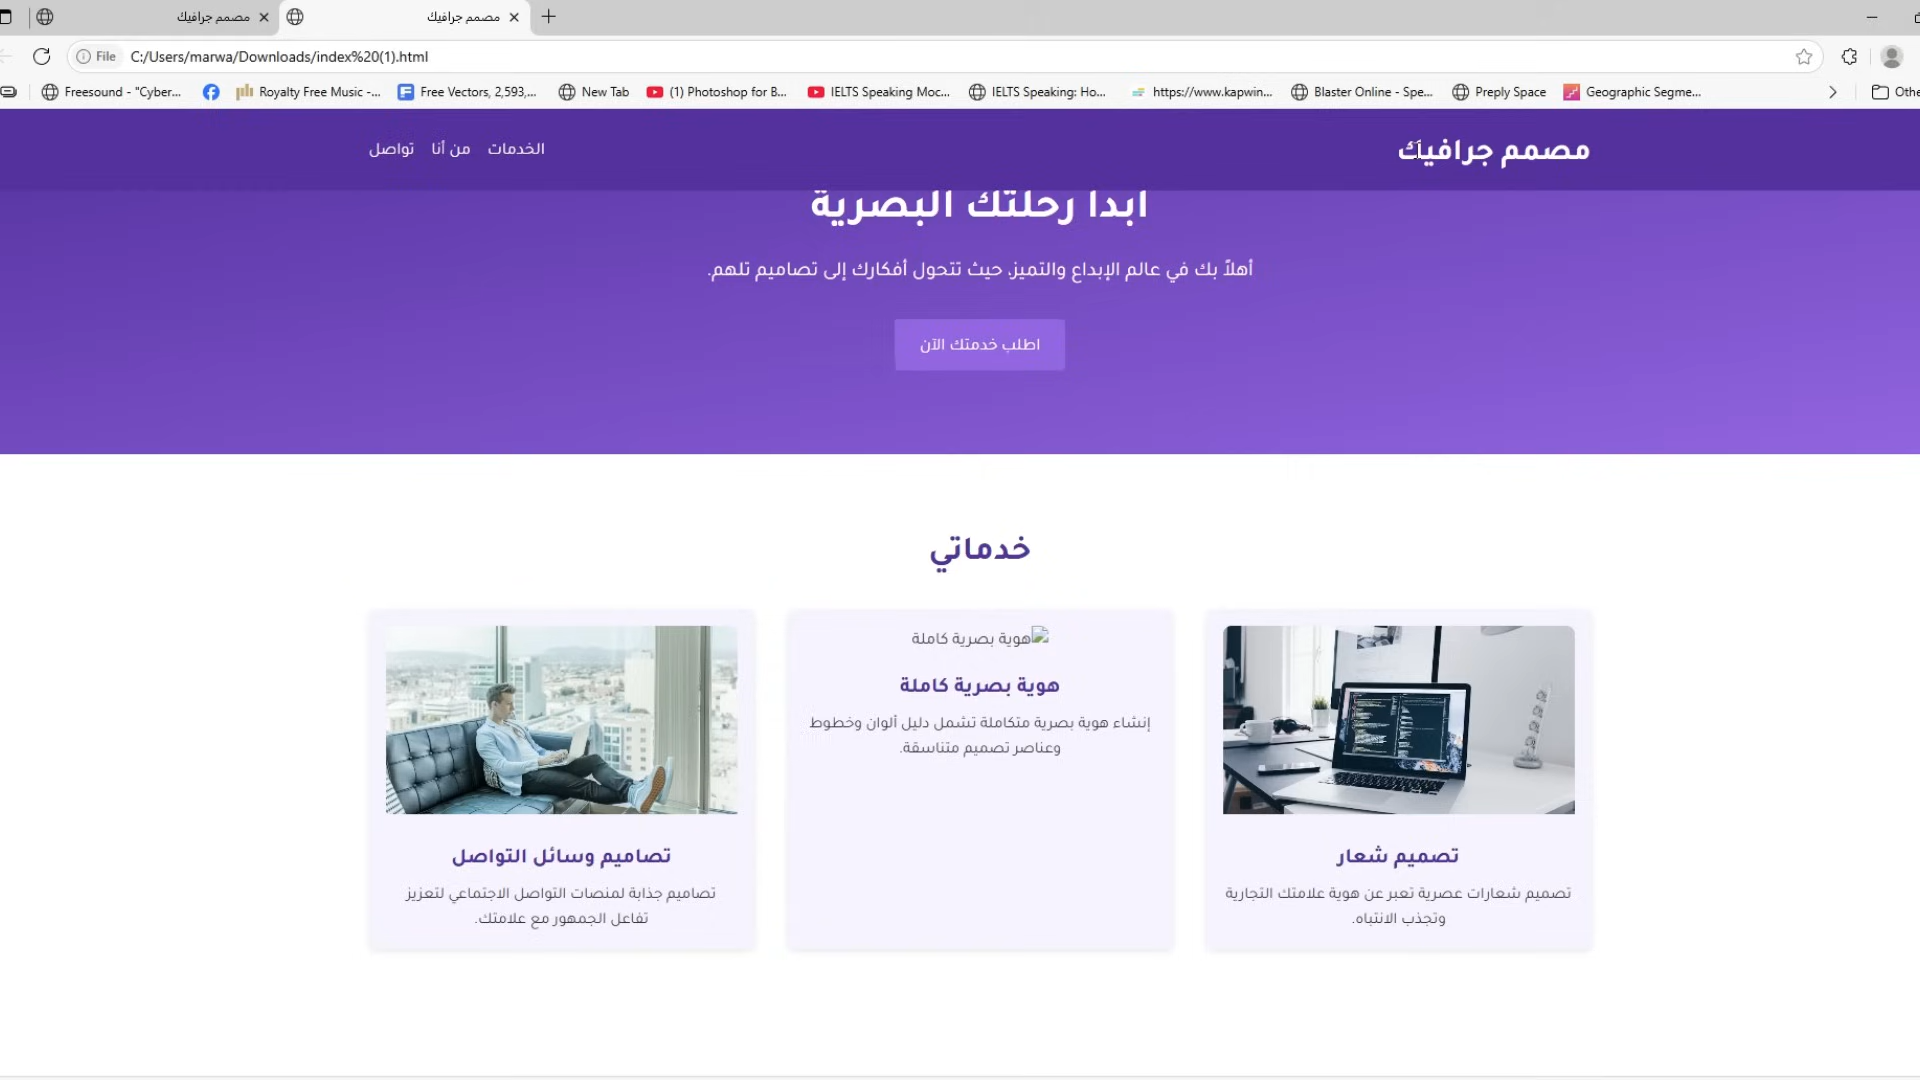 مصمم جرافيك
مصمم جرافيك
File C:/Users/marwa/Downloads/index%20(1).html
Freesound - "Cyber...
Royalty Free Music -...
Free Vectors, 2,593,...
New Tab
(1) Photoshop for B...
IELTS Speaking Moc...
IELTS Speaking: Ho...
https://www.kapwin...
Blaster Online - Spe...
Preply Space
Geographic Segme...
Othe
مصمم جرافيك
الخدمات من أنا تواصل
ابدأ رحلتك البصرية
أهلاً بك في عالم الإبداع والتميز، حيث تتحول أفكارك إلى تصاميم تلهم.
اطلب خدمتك الآن
خدماتي
تصميم شعار
تصميم شعارات عصرية تعبر عن هوية علامتك التجارية
وتجذب الانتباه.
هوية بصرية كاملة
هوية بصرية كاملة
إنشاء هوية بصرية متكاملة تشمل دليل ألوان وخطوط
وعناصر تصميم متناسقة.
تصاميم وسائل التواصل
تصاميم جذابة لمنصات التواصل الاجتماعي لتعزيز
تفاعل الجمهور مع علامتك.